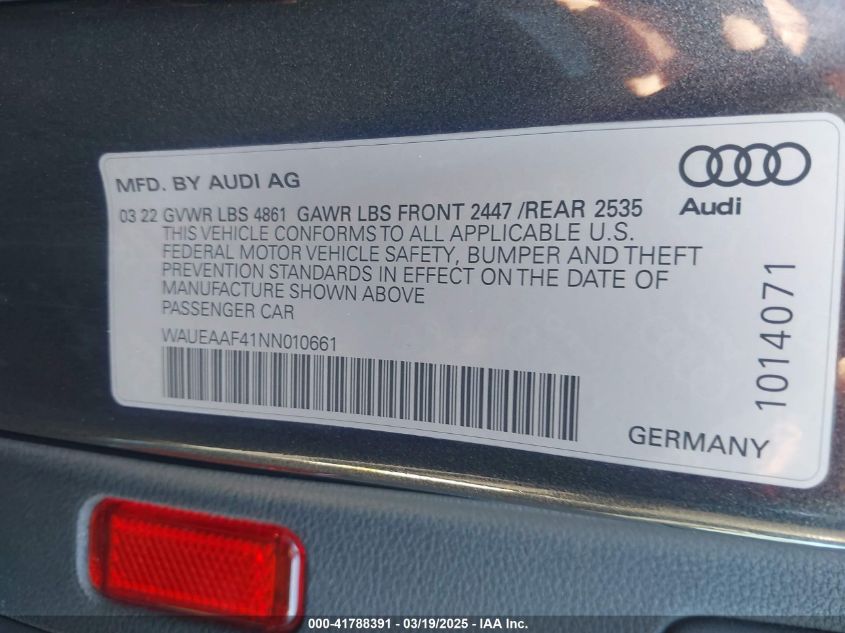 MFD. BY AUDI AG
Audi
03 22 GVWR LBS 4861 GAWR LBS FRONT 2447 /REAR 2535
THIS VEHICLE CONFORMS TO ALL APPLICABLE U.S.
FEDERAL MOTOR VEHICLE SAFETY, BUMPER AND THEFT
PREVENTION STANDARDS IN EFFECT ON THE DATE OF
MANUFACTURE SHOWN ABOVE
PASSENGER CAR
WAUEAAF41NN010661
1014071
GERMANY
000-41788391 - 03/19/2025 - IAA Inc.